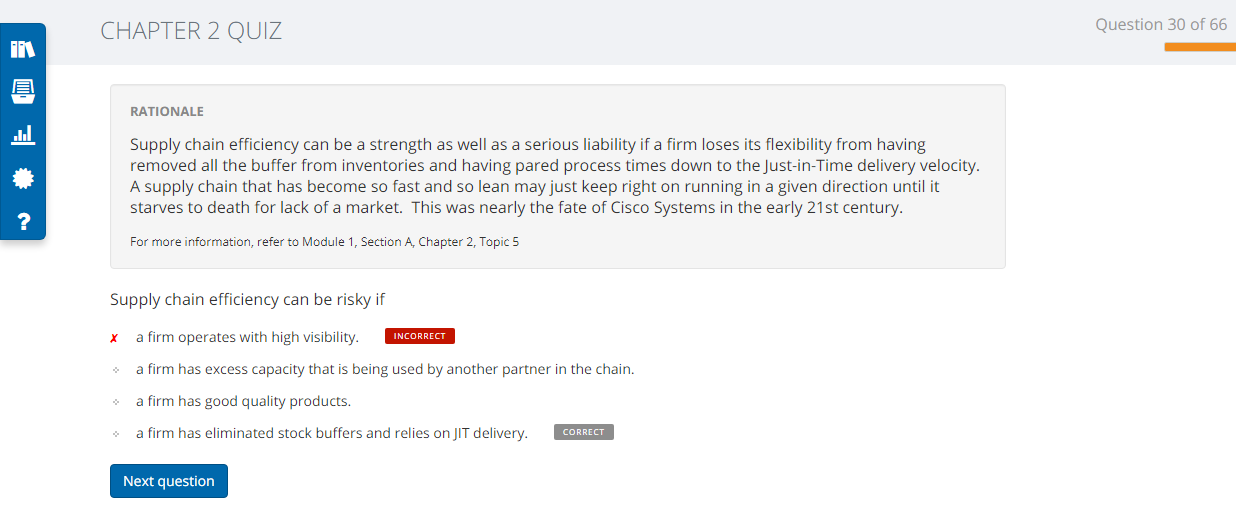 CHAPTER 2 QUIZ
Question 30 of 66
RATIONALE
Supply chain efficiency can be a strength as well as a serious liability if a firm loses its flexibility from having
removed all the buffer from inventories and having pared process times down to the Just-in-Time delivery velocity.
A supply chain that has become so fast and so lean may just keep right on running in a given direction until it
starves to death for lack of a market.  This was nearly the fate of Cisco Systems in the early 21st century.
For more information, refer to Module 1, Section A, Chapter 2, Topic 5
Supply chain efficiency can be risky if
✗ a firm operates with high visibility. INCORRECT
a firm has excess capacity that is being used by another partner in the chain.
a firm has good quality products.
a firm has eliminated stock buffers and relies on JIT delivery. CORRECT
Next question
?